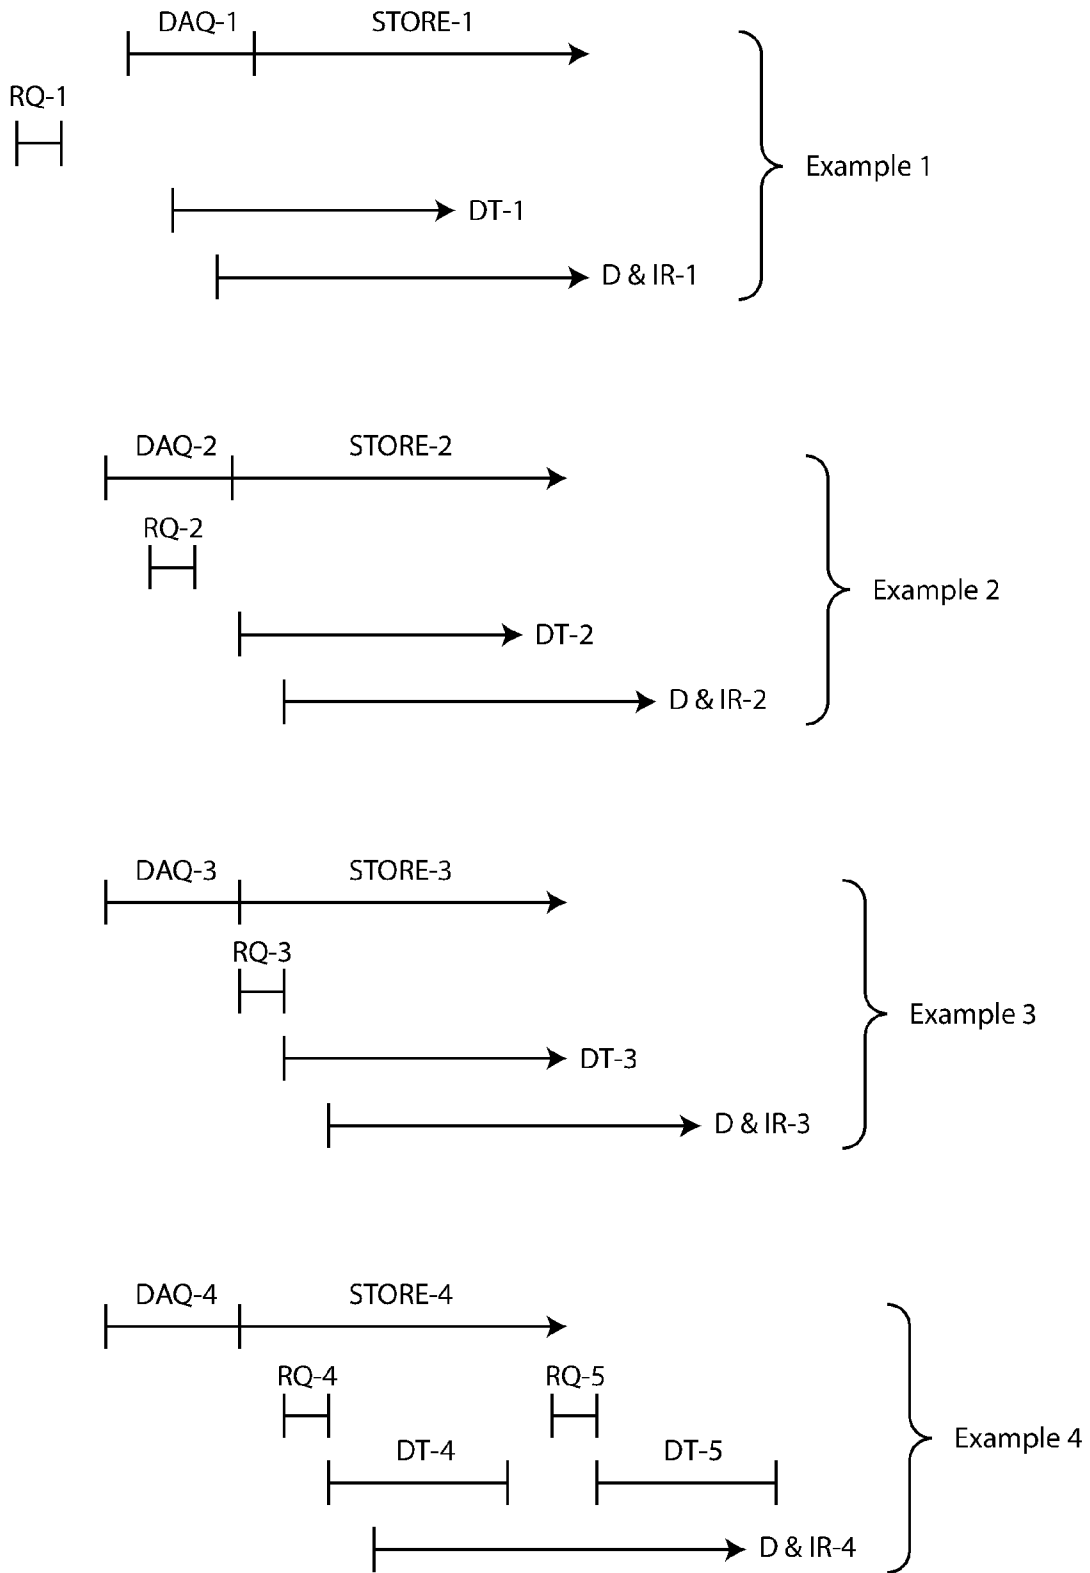 DAQ-1 STORE-1
RQ-1
Example 1
DT-1
D & IR-1
DAQ-2 STORE-2
RQ-2
Example 2
DT-2
D & IR-2
DAQ-3 STORE-3
RQ-3
Example 3
DT-3
D & IR-3
DAQ-4 STORE-4
RQ-4 RQ-5
Example 4
DT-4 DT-5
D & IR-4